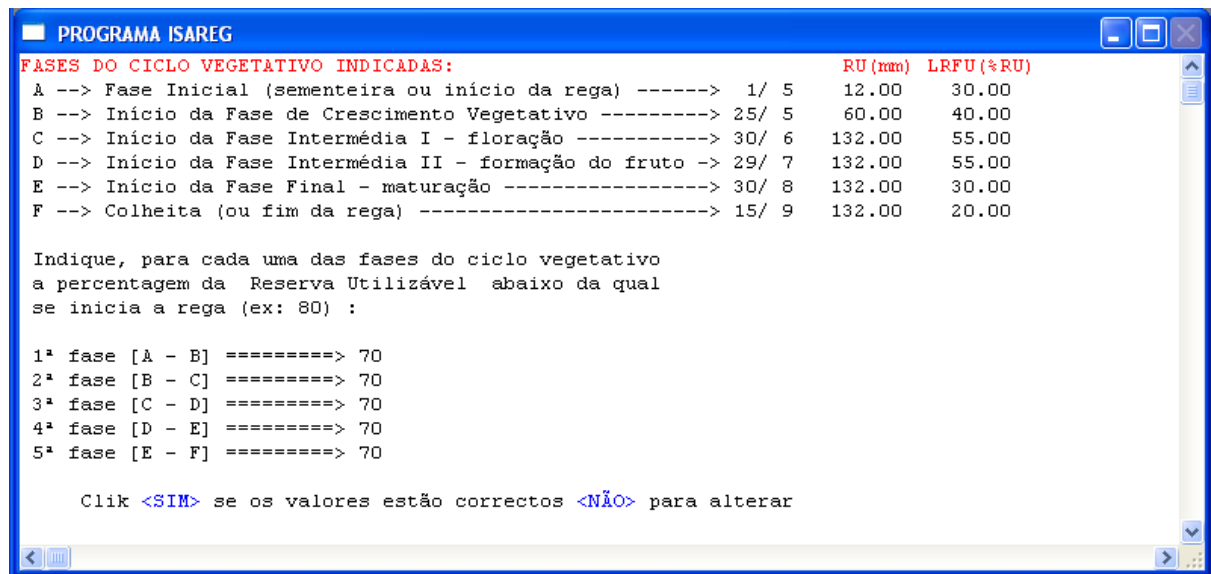 PROGRAMA ISAREG
FASES DO CICLO VEGETATIVO INDICADAS: RU(mm) LRFU(%RU)
A --> Fase Inicial (sementeira ou início da rega) ------> 1/ 5 12.00 30.00
B --> Início da Fase de Crescimento Vegetativo ---------> 25/ 5 60.00 40.00
C --> Início da Fase Intermédia I - floração -----------> 30/ 6 132.00 55.00
D --> Início da Fase Intermédia II - formação do fruto -> 29/ 7 132.00 55.00
E --> Início da Fase Final - maturação -----------------> 30/ 8 132.00 30.00
F --> Colheita (ou fim da rega) ------------------------> 15/ 9 132.00 20.00
Indique, para cada uma das fases do ciclo vegetativo
a percentagem da Reserva Utilizável abaixo da qual
se inicia a rega (ex: 80) :
1ª fase [A - B] =========> 70
2ª fase [B - C] =========> 70
3ª fase [C - D] =========> 70
4ª fase [D - E] =========> 70
5ª fase [E - F] =========> 70
Clik <SIM> se os valores estão correctos <NÃO> para alterar